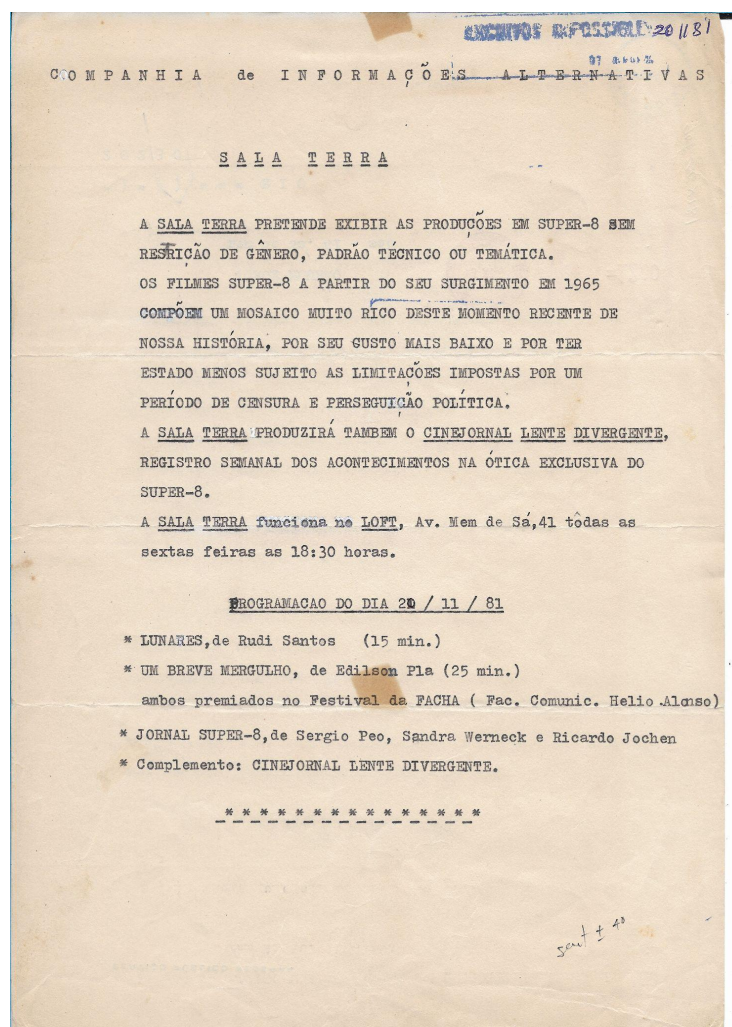 20 11 81
COMPANHIA de INFORMAÇÕES ALTERNATIVAS
SALA TERRA
A SALA TERRA PRETENDE EXIBIR AS PRODUÇÕES EM SUPER-8 SEM
RESTRIÇÃO DE GÊNERO, PADRÃO TÉCNICO OU TEMÁTICA.
OS FILMES SUPER-8 A PARTIR DO SEU SURGIMENTO EM 1965
COMPÕEM UM MOSAICO MUITO RICO DESTE MOMENTO RECENTE DE
NOSSA HISTÓRIA, POR SEU GUSTO MAIS BAIXO E POR TER
ESTADO MENOS SUJEITO AS LIMITAÇÕES IMPOSTAS POR UM
PERÍODO DE CENSURA E PERSEGUIÇÃO POLÍTICA.
A SALA TERRA PRODUZIRÁ TAMBEM O CINEJORNAL LENTE DIVERGENTE,
REGISTRO SEMANAL DOS ACONTECIMENTOS NA ÓTICA EXCLUSIVA DO
SUPER-8.
A SALA TERRA funciona no LOFT, Av. Mem de Sá,41 tôdas as
sextas feiras as 18:30 horas.
PROGRAMACAO DO DIA 20 / 11 / 81
* LUNARES,de Rudi Santos (15 min.)
* UM BREVE MERGULHO, de Edilson Pla (25 min.)
ambos premiados no Festival da FACHA ( Fac. Comunic. Helio Alonso)
* JORNAL SUPER-8,de Sergio Peo, Sandra Werneck e Ricardo Jochen
* Complemento: CINEJORNAL LENTE DIVERGENTE.
* * * * * * * * * * * * * * *
± 40